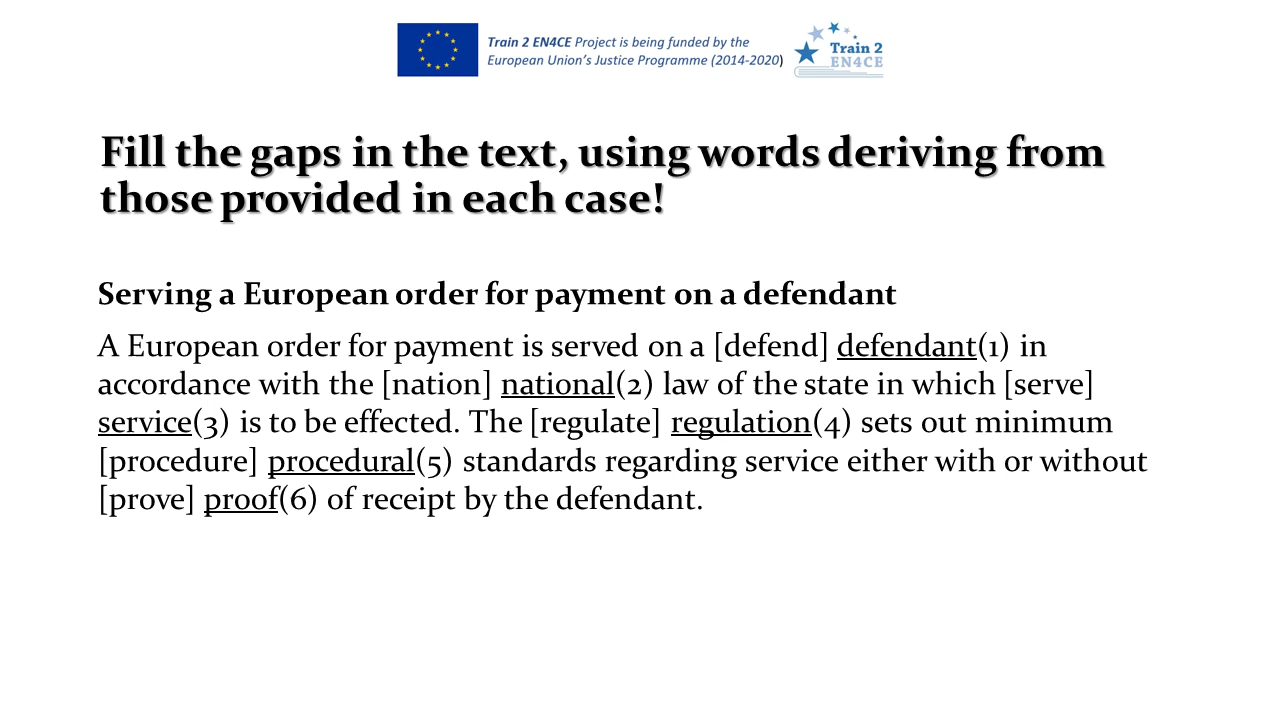 Train 2 EN4CE Project is being funded by the
European Union's Justice Programme (2014-2020)
Train 2
EN4CE
Fill the gaps in the text, using words deriving from
those provided in each case!
Serving a European order for payment on a defendant
A European order for payment is served on a [defend] defendant(1) in
accordance with the [nation] national(2) law of the state in which [serve]
service(3) is to be effected. The [regulate] regulation(4) sets out minimum
[procedure] procedural(5) standards regarding service either with or without
[prove] proof(6) of receipt by the defendant.